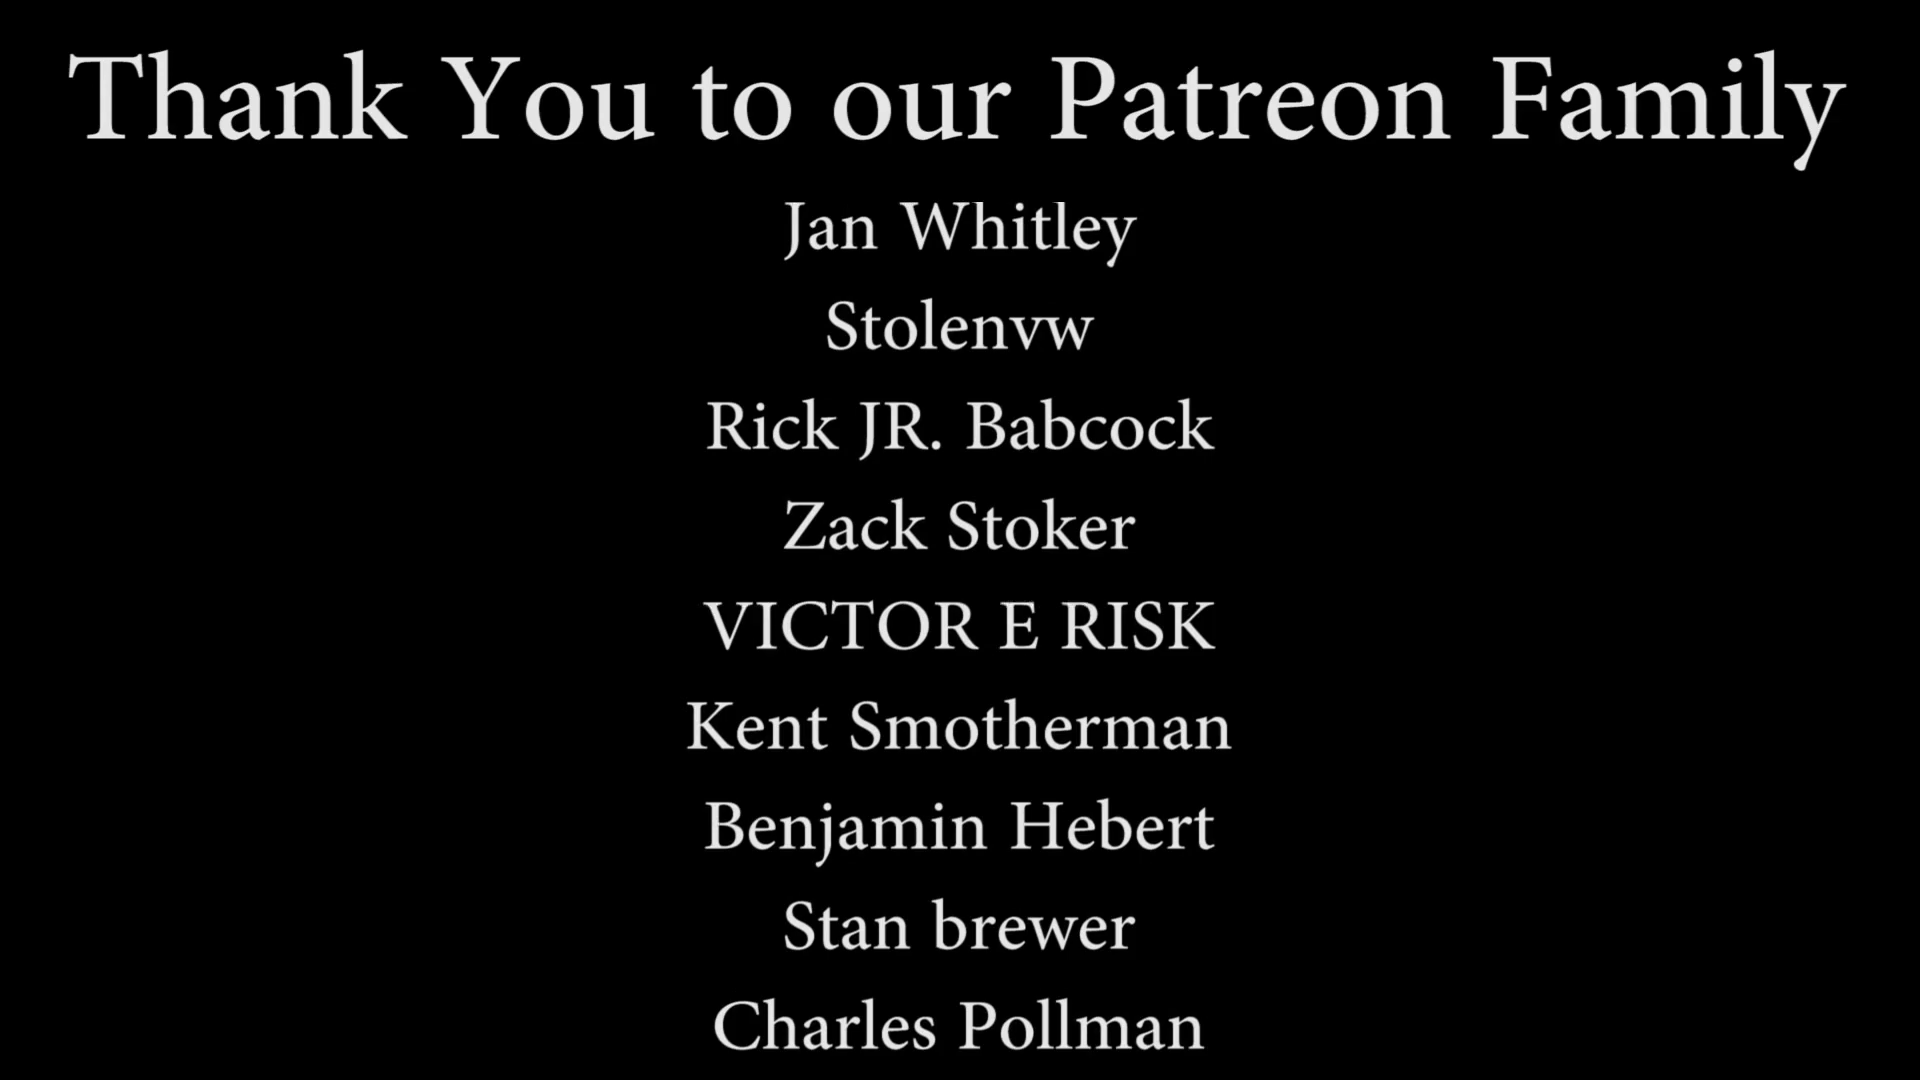 Thank You to our Patreon Family
Jan Whitley
Stolenvw
Rick JR. Babcock
Zack Stoker
VICTOR E RISK
Kent Smotherman
Benjamin Hebert
Stan brewer
Charles Pollman